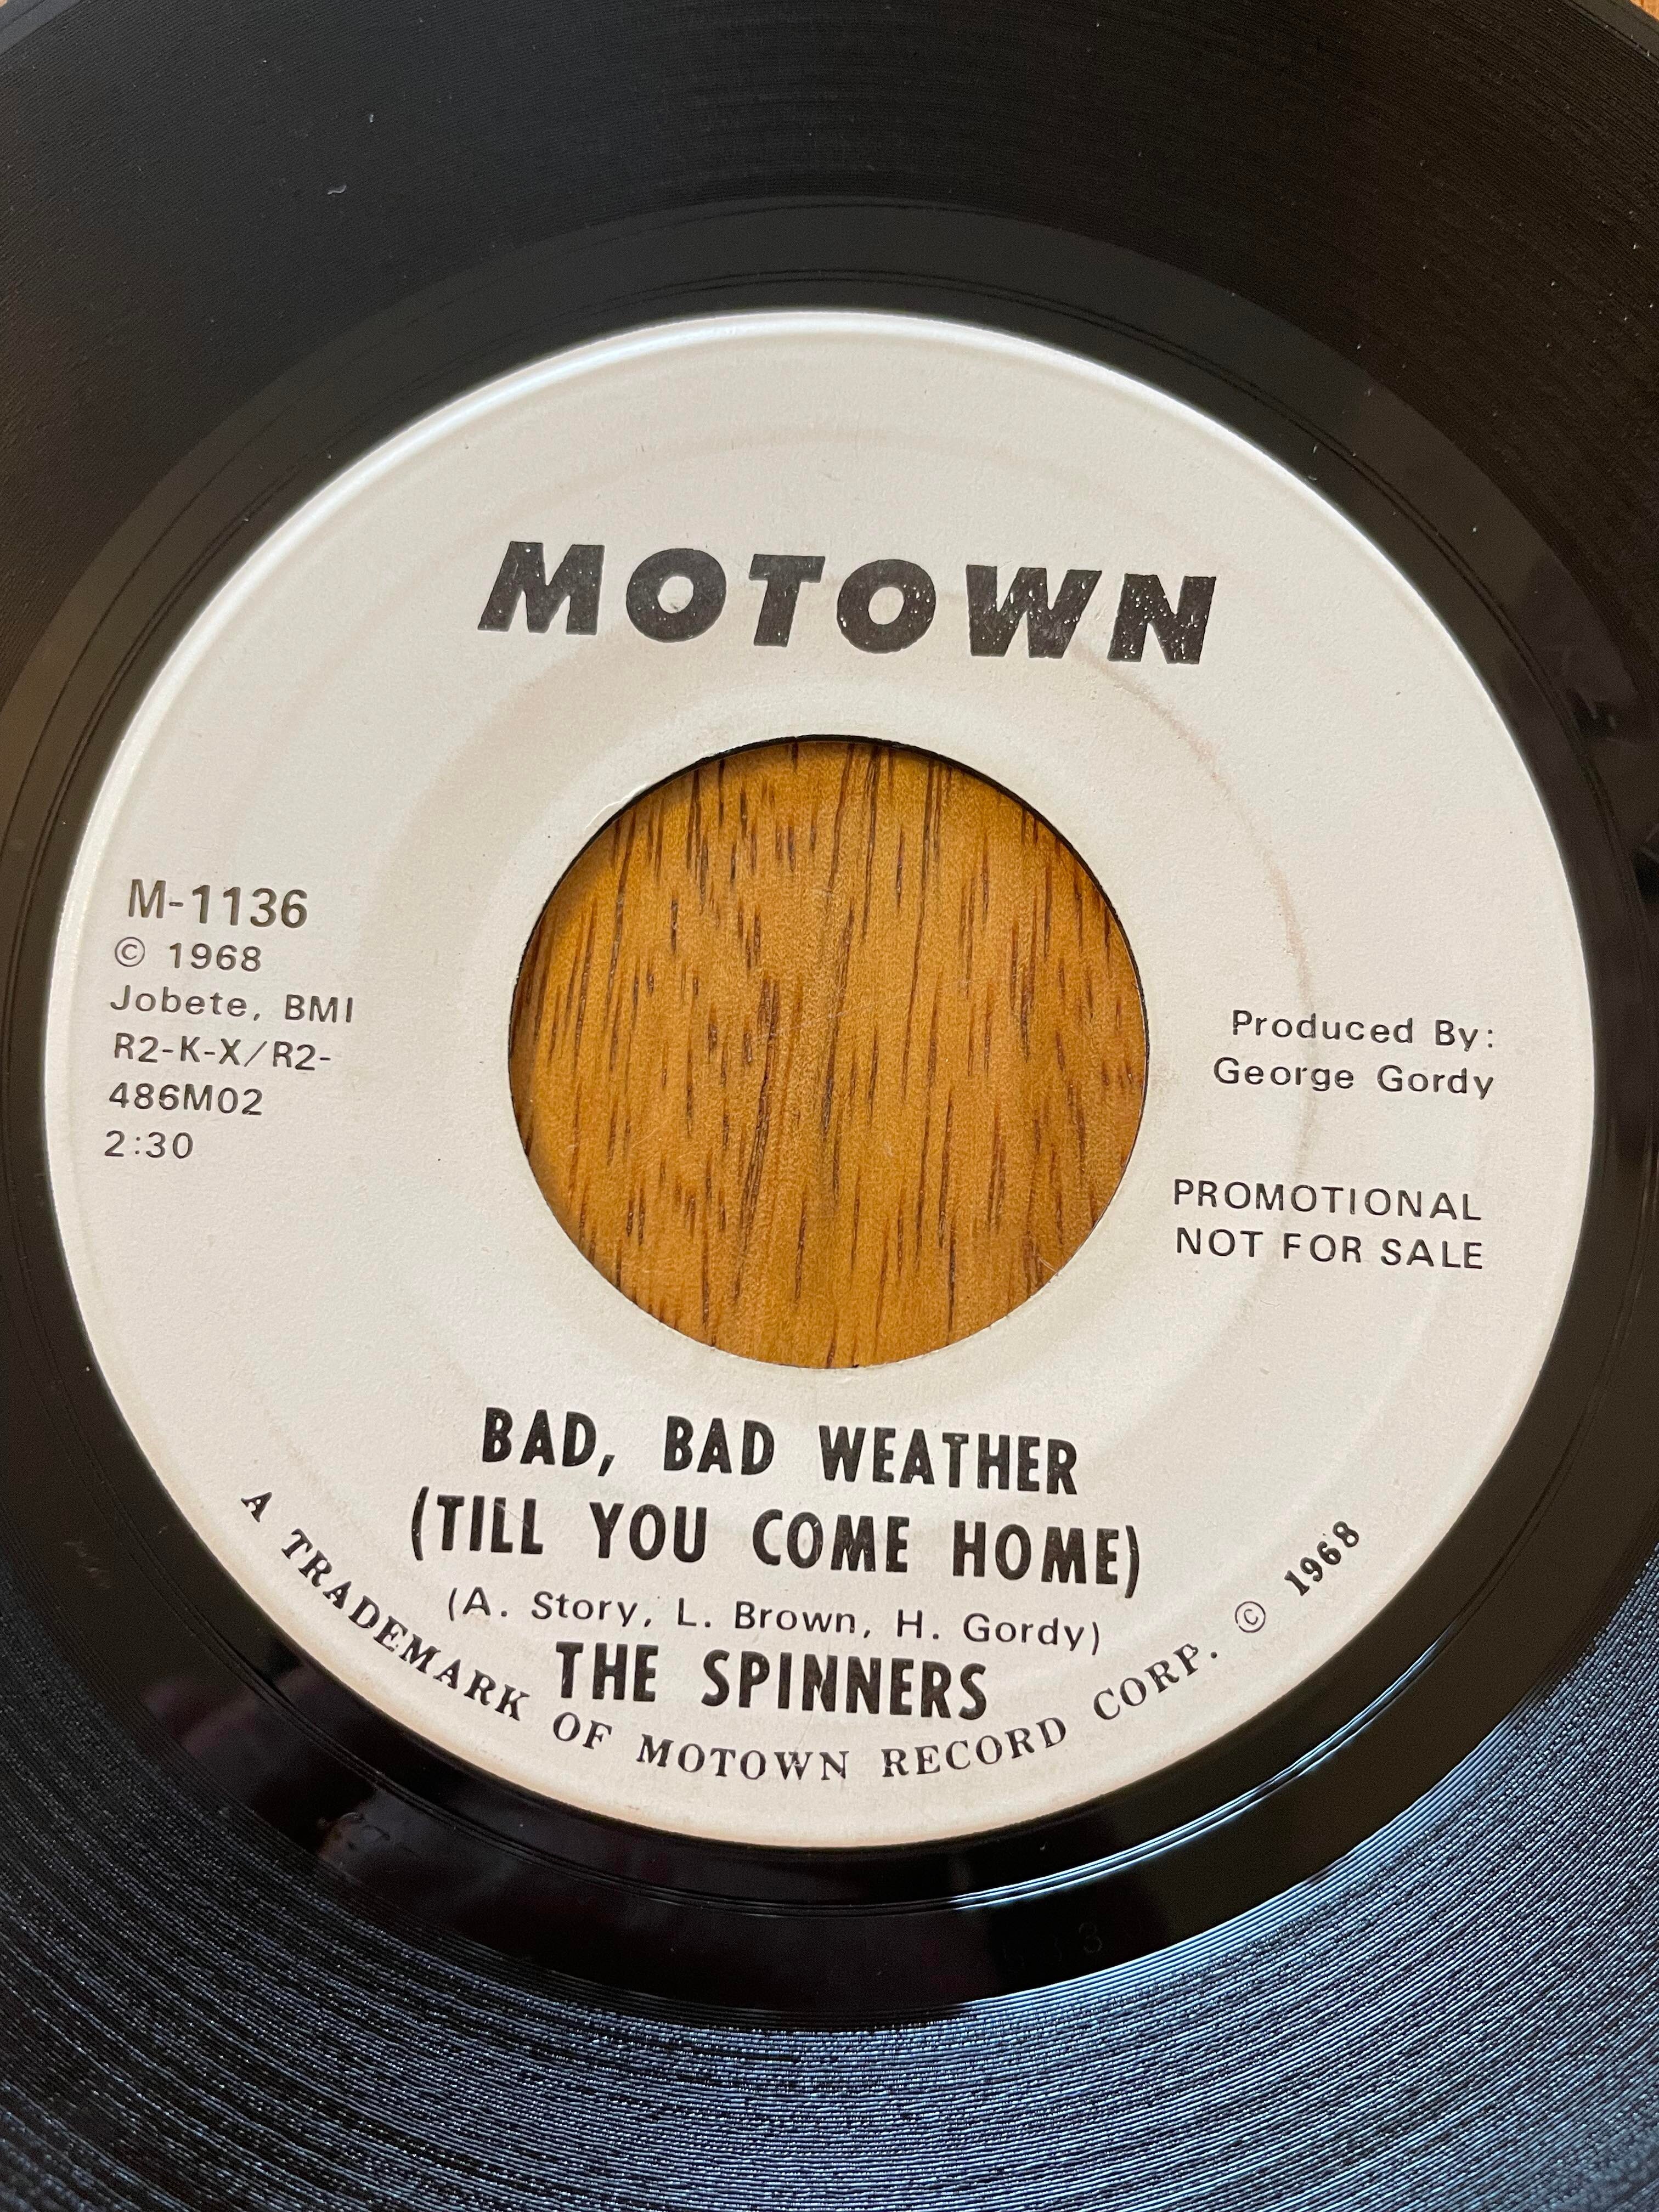 MOTOWN
M-1136
© 1968
Jobete, BMI
R2-K-X/R2-
486M02
2:30
Produced By:
George Gordy
PROMOTIONAL
NOT FOR SALE
BAD, BAD WEATHER
(TILL YOU COME HOME)
(A. Story, L. Brown, H. Gordy)
THE SPINNERS
A TRADEMARK OF MOTOWN RECORD CORP. © 1968